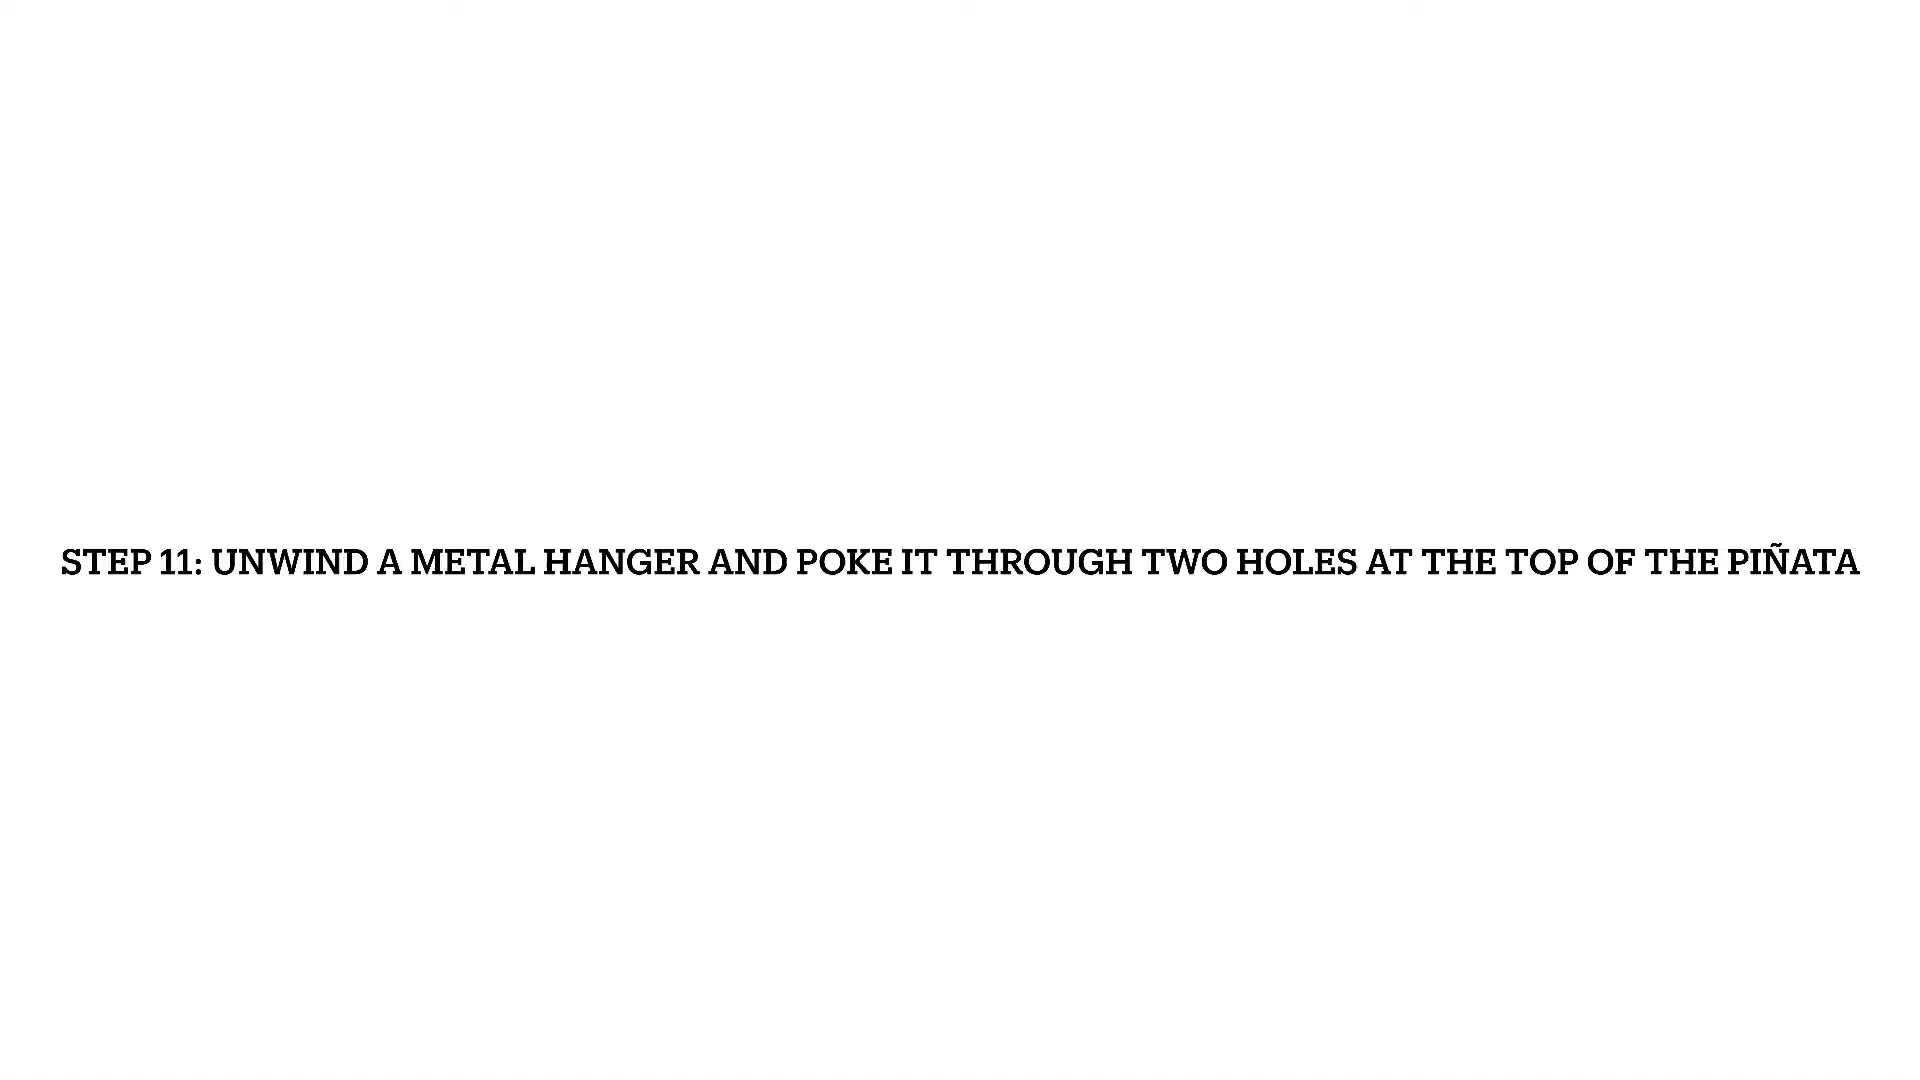 STEP 11: UNWIND A METAL HANGER AND POKE IT THROUGH TWO HOLES AT THE TOP OF THE PIÑATA